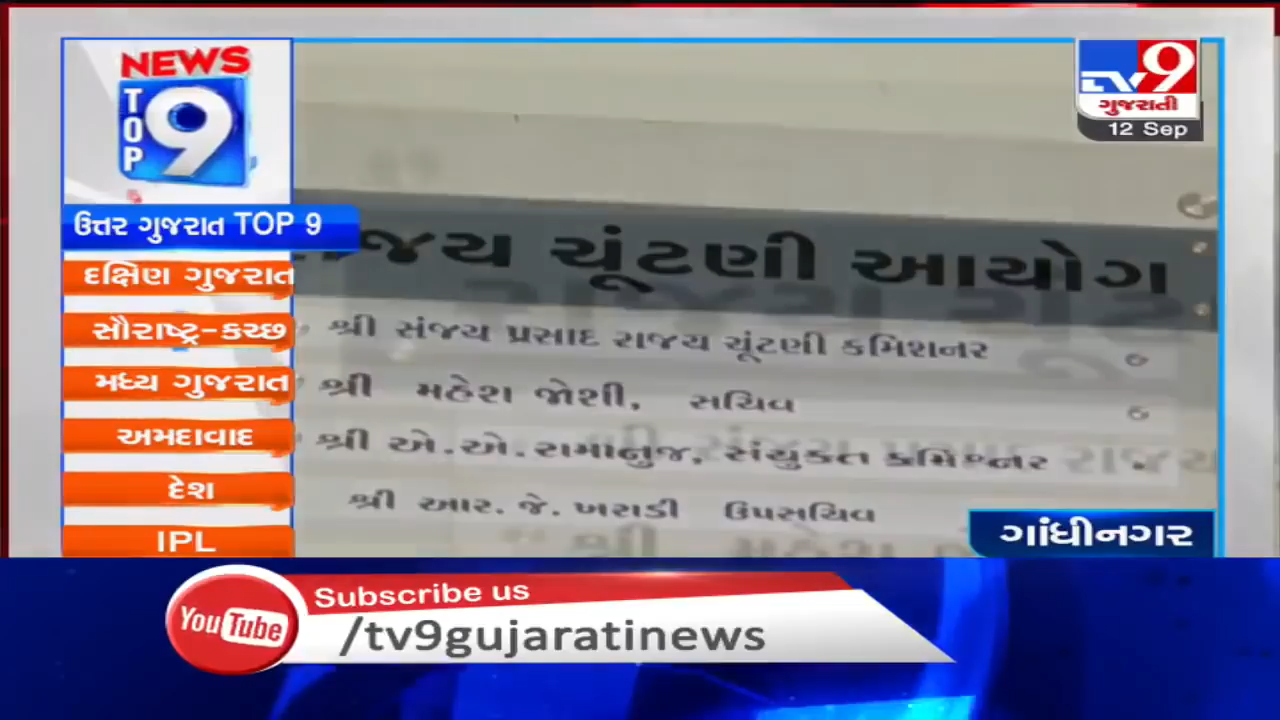 NEWS
TOP 9
TV9
ગુજરાતી
12 Sep
ઉત્તર ગુજરાત TOP 9
દક્ષિણ ગુજરાત
સૌરાષ્ટ્ર-કચ્છ
મધ્ય ગુજરાત
અમદાવાદ
દેશ
IPL
રાજ્ય ચૂંટણી આયોગ
શ્રી સંજય પ્રસાદ રાજય ચૂંટણી કમિશનર
શ્રી મહેશ જોશી, સચિવ
શ્રી એ.એ.રામાનુજ, સંયુકત કમિશ્નર
શ્રી આર. જે. ખરાડી ઉપસચિવ
ગાંધીનગર
Subscribe us
YouTube
/tv9gujaratinews